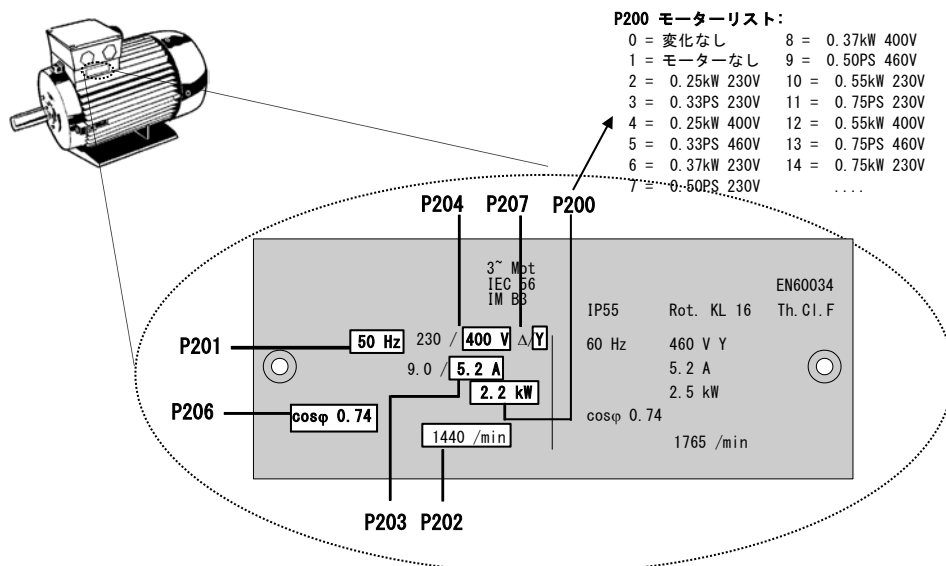 P200 モーターリスト:
0 = 変化なし 8 = 0.37kW 400V
1 = モーターなし 9 = 0.50PS 460V
2 = 0.25kW 230V 10 = 0.55kW 230V
3 = 0.33PS 230V 11 = 0.75PS 230V
4 = 0.25kW 400V 12 = 0.55kW 400V
5 = 0.33PS 460V 13 = 0.75PS 460V
6 = 0.37kW 230V 14 = 0.75kW 230V
7 = 0.50PS 230V ....
P204 P207 P200
3~ Mot
IEC 56
IM B3
EN60034
IP55 Rot. KL 16 Th.Cl.F
P201
50 Hz 230 / 400 V Δ/Y 60 Hz 460 V Y
9.0 / 5.2 A 5.2 A
2.2 kW 2.5 kW
P206
cosφ 0.74 cosφ 0.74
1440 /min 1765 /min
P203 P202